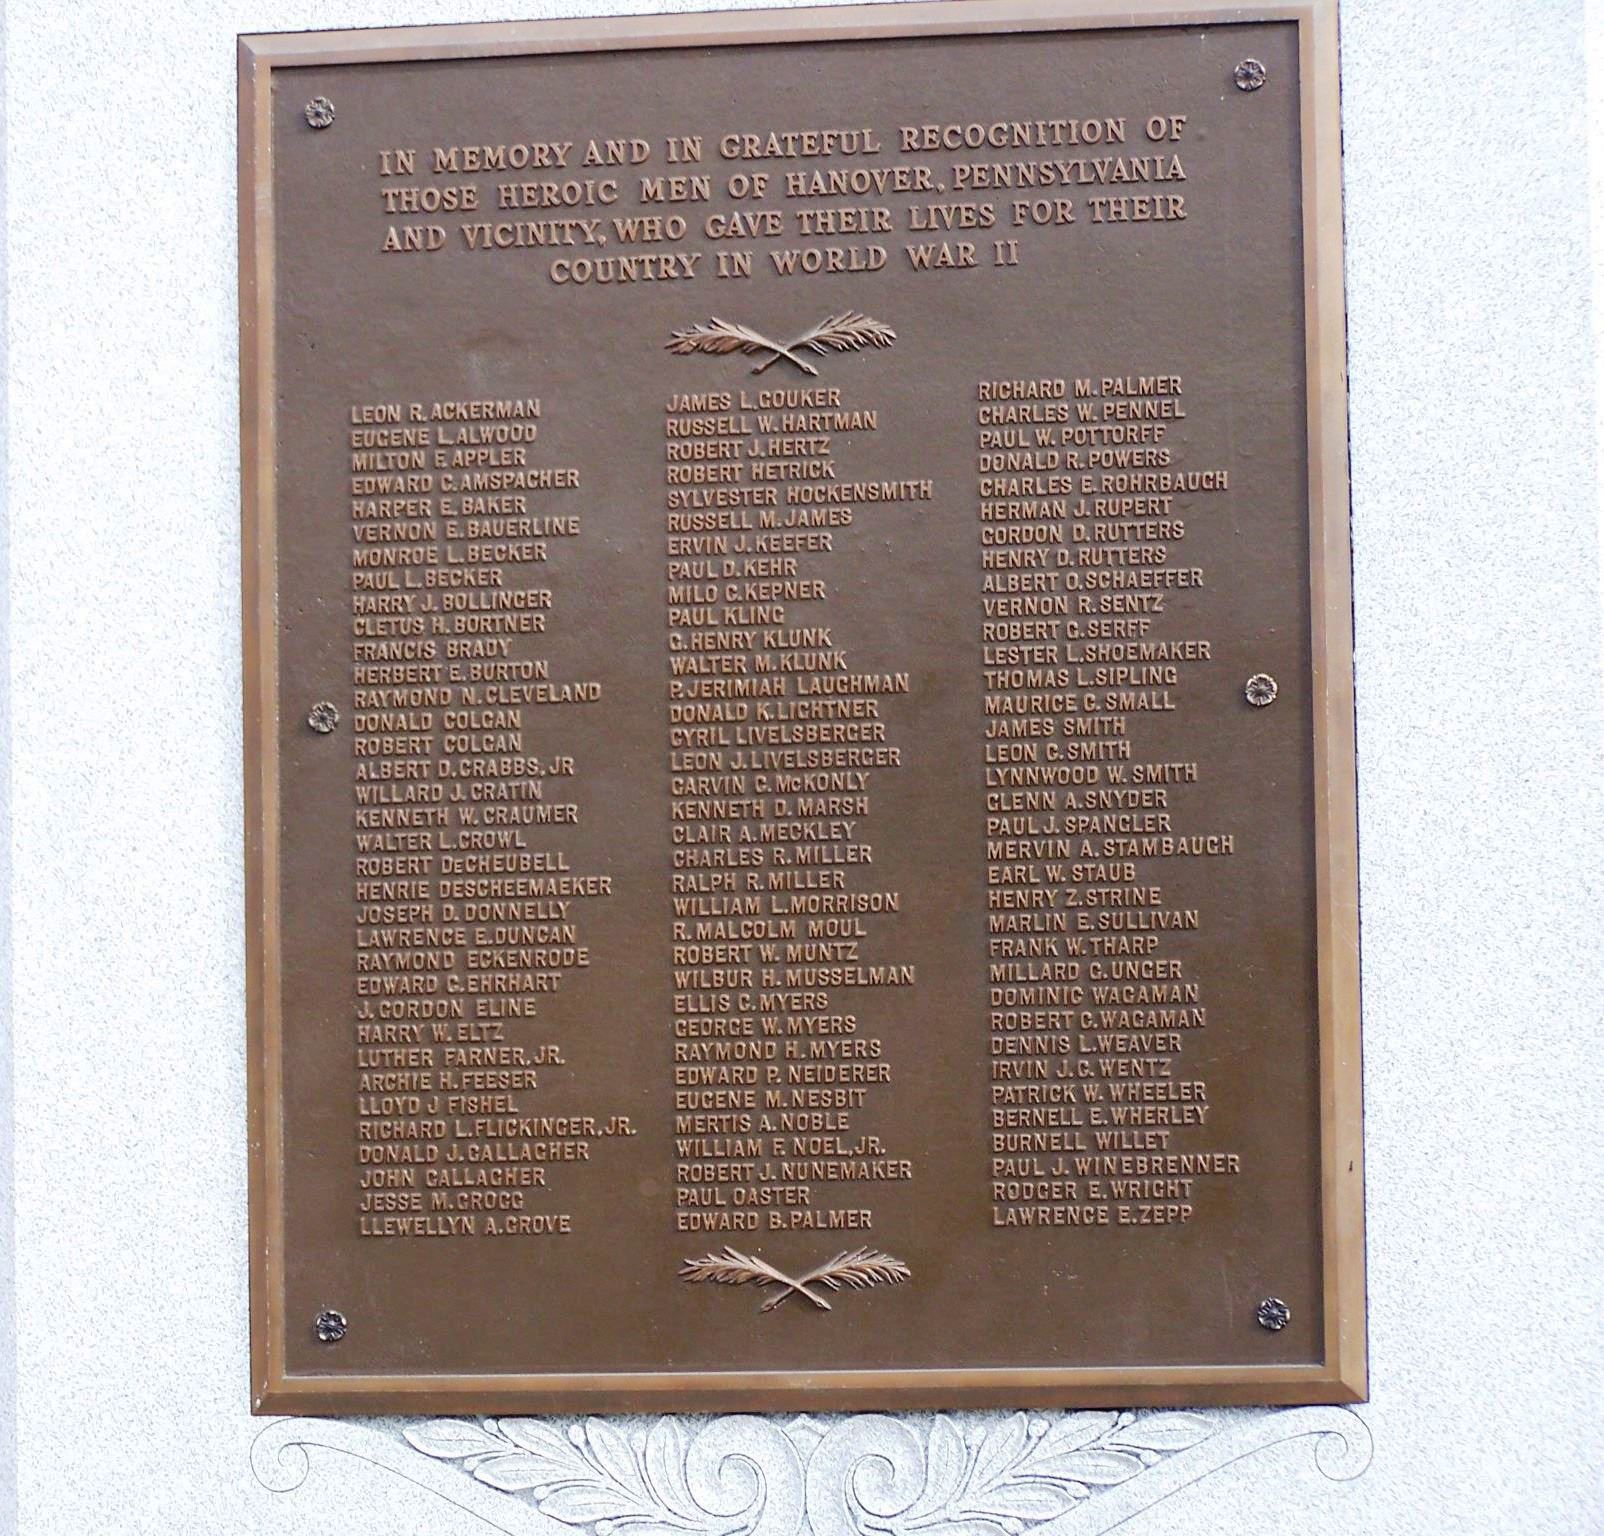 IN MEMORY AND IN GRATEFUL RECOGNITION OF
THOSE HEROIC MEN OF HANOVER, PENNSYLVANIA
AND VICINITY, WHO GAVE THEIR LIVES FOR THEIR
COUNTRY IN WORLD WAR II
LEON R. ACKERMAN
EUGENE L. ALWOOD
MILTON F. APPLER
EDWARD C. AMSPACHER
HARPER E. BAKER
VERNON E. BAUERLINE
MONROE L. BECKER
PAUL L. BECKER
HARRY J. BOLLINGER
CLETUS H. BORTNER
FRANCIS BRADY
HERBERT E. BURTON
RAYMOND N. CLEVELAND
DONALD COLGAN
ROBERT COLGAN
ALBERT D. CRABBS, JR
WILLARD J. CRATIN
KENNETH W. CRAUMER
WALTER L. CROWL
ROBERT DeCHEUBELL
HENRIE DESCHEEMAEKER
JOSEPH D. DONNELLY
LAWRENCE E. DUNCAN
RAYMOND ECKENRODE
EDWARD C. EHRHART
J. GORDON ELINE
HARRY W. ELTZ
LUTHER FARNER, JR.
ARCHIE H. FEESER
LLOYD J FISHEL
RICHARD L. FLICKINGER, JR.
DONALD J. GALLAGHER
JOHN GALLAGHER
JESSE M. GROGG
LLEWELLYN A. GROVE
JAMES L. GOUKER
RUSSELL W. HARTMAN
ROBERT J. HERTZ
ROBERT HETRICK
SYLVESTER HOCKENSMITH
RUSSELL M. JAMES
ERVIN J. KEEFER
PAUL D. KEHR
MILO C. KEPNER
PAUL KLING
G. HENRY KLUNK
WALTER M. KLUNK
P. JERIMIAH LAUGHMAN
DONALD K. LIGHTNER
CYRIL LIVELSBERGER
LEON J. LIVELSBERGER
GARVIN C. McKONLY
KENNETH D. MARSH
CLAIR A. MECKLEY
CHARLES R. MILLER
RALPH R. MILLER
WILLIAM L. MORRISON
R. MALCOLM MOUL
ROBERT W. MUNTZ
WILBUR H. MUSSELMAN
ELLIS C. MYERS
GEORGE W. MYERS
RAYMOND H. MYERS
EDWARD P. NEIDERER
EUGENE M. NESBIT
MERTIS A. NOBLE
WILLIAM F. NOEL, JR.
ROBERT J. NUNEMAKER
PAUL OASTER
EDWARD B. PALMER
RICHARD M. PALMER
CHARLES W. PENNEL
PAUL W. POTTORFF
DONALD R. POWERS
CHARLES E. ROHRBAUGH
HERMAN J. RUPERT
GORDON D. RUTTERS
HENRY D. RUTTERS
ALBERT O. SCHAEFFER
VERNON R. SENTZ
ROBERT G. SERFF
LESTER L. SHOEMAKER
THOMAS L. SIPLING
MAURICE C. SMALL
JAMES SMITH
LEON C. SMITH
LYNNWOOD W. SMITH
GLENN A. SNYDER
PAUL J. SPANGLER
MERVIN A. STAMBAUGH
EARL W. STAUB
HENRY Z. STRINE
MARLIN E. SULLIVAN
FRANK W. THARP
MILLARD G. UNGER
DOMINIC WAGAMAN
ROBERT C. WAGAMAN
DENNIS L. WEAVER
IRVIN J. G. WENTZ
PATRICK W. WHEELER
BERNELL E. WHERLEY
BURNELL WILLET
PAUL J. WINEBRENNER
RODGER E. WRIGHT
LAWRENCE E. ZEPP